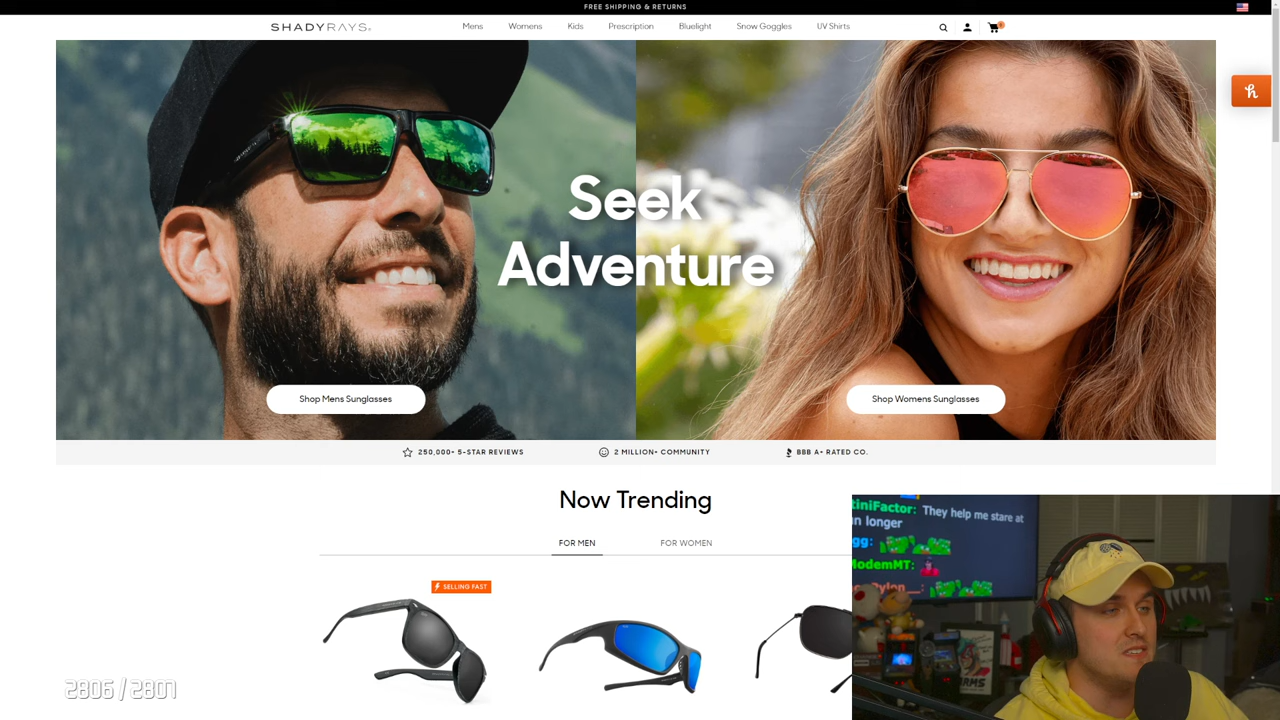 FREE SHIPPING & RETURNS
SHADYRAYS
Mens Womens Kids Prescription Bluelight Snow Goggles UV Shirts
Seek
Adventure
Shop Mens Sunglasses
Shop Womens Sunglasses
250,000+ 5-STAR REVIEWS
2 MILLION+ COMMUNITY
BBB A+ RATED CO.
Now Trending
FOR MEN
FOR WOMEN
SELLING FAST
tiniFactor: They help me stare at
n longer
gg:
ModemMT:
2806 / 2801